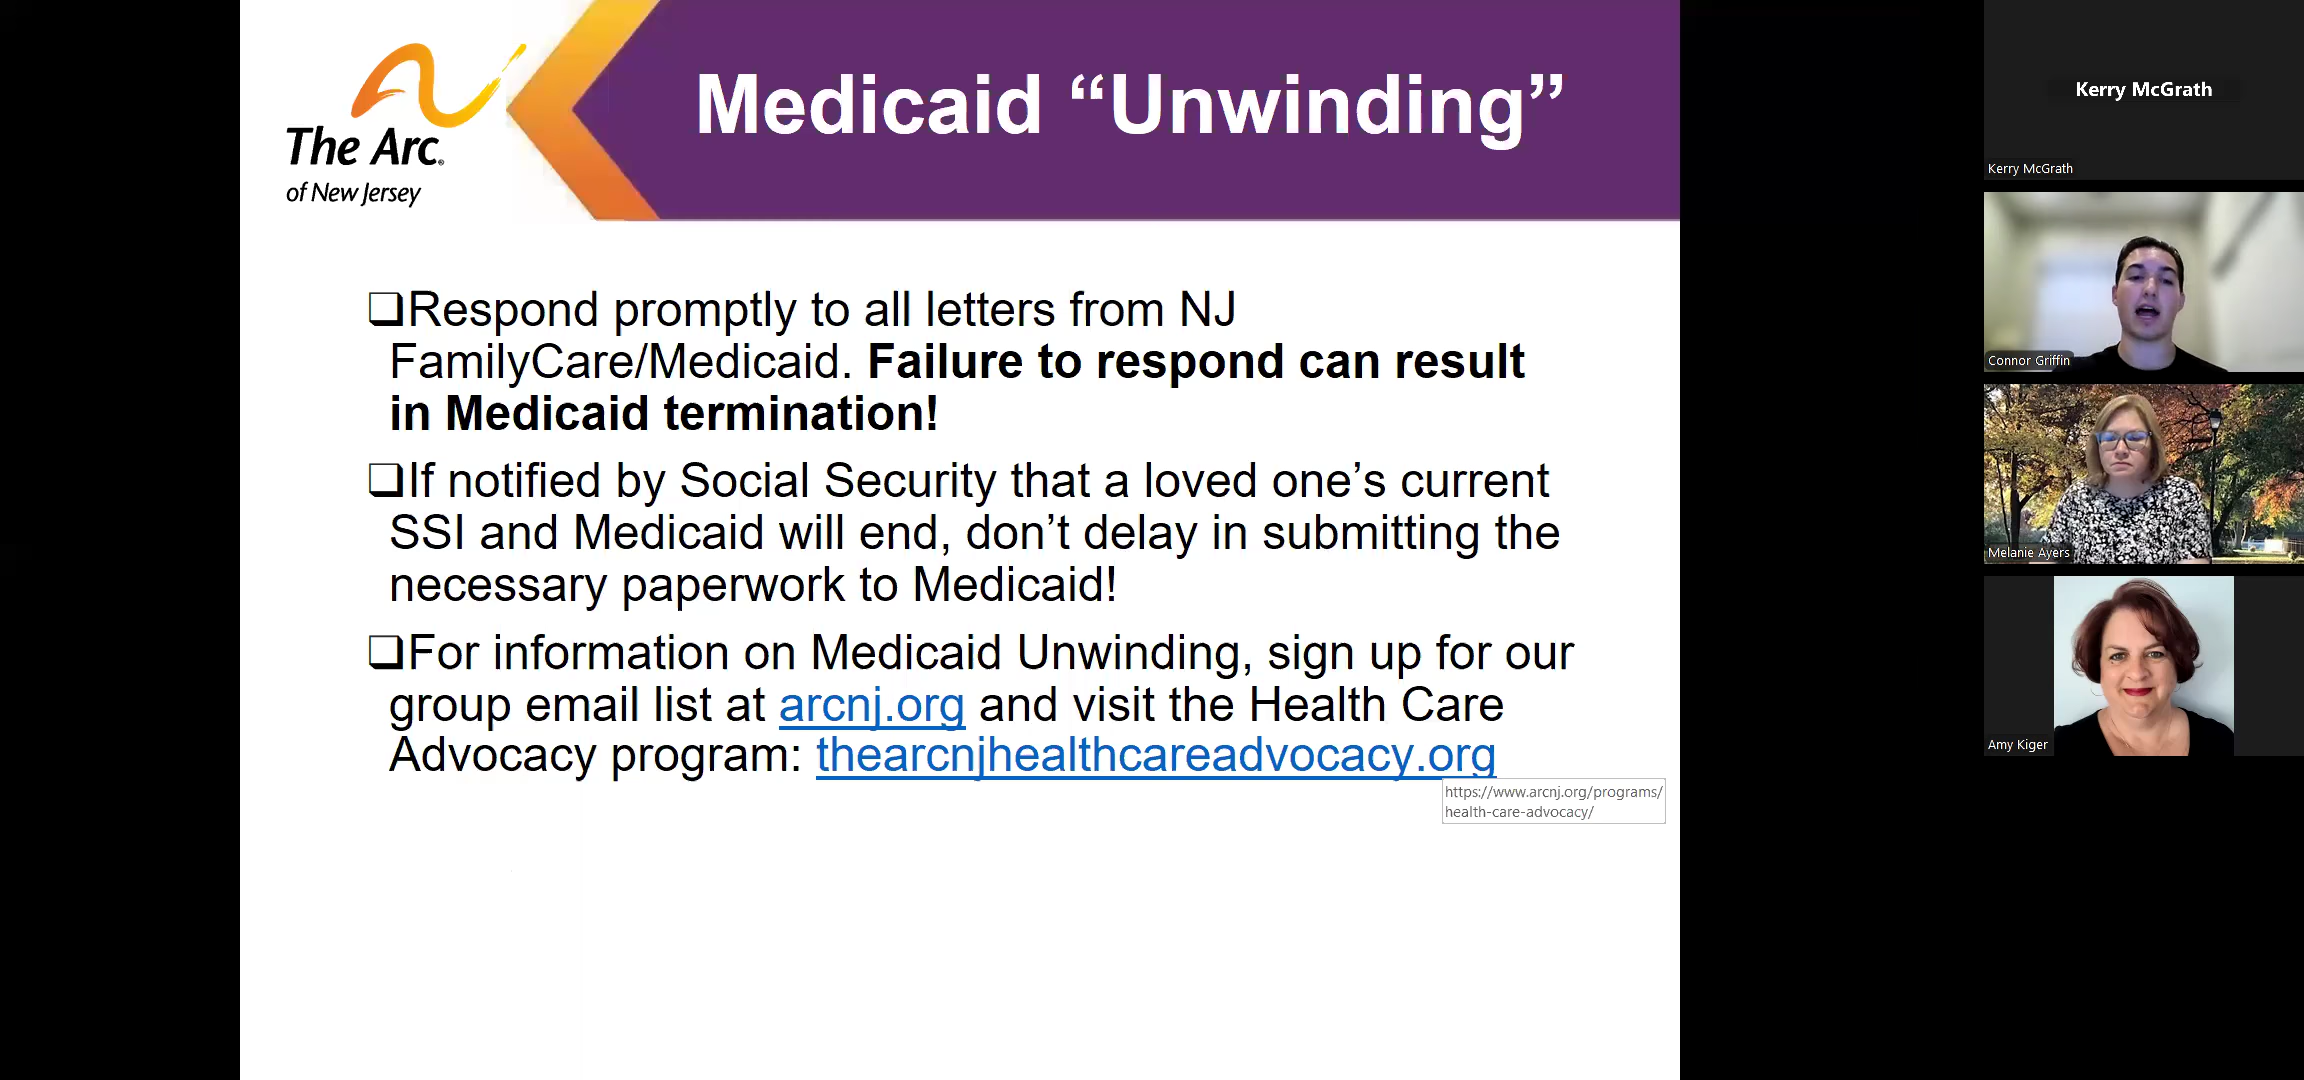 The Arc®
of New Jersey
Medicaid “Unwinding”
❑Respond promptly to all letters from NJ
FamilyCare/Medicaid. Failure to respond can result
in Medicaid termination!
❑If notified by Social Security that a loved one’s current
SSI and Medicaid will end, don’t delay in submitting the
necessary paperwork to Medicaid!
❑For information on Medicaid Unwinding, sign up for our
group email list at arcnj.org and visit the Health Care
Advocacy program: thearcnjhealthcareadvocacy.org
https://www.arcnj.org/programs/
health-care-advocacy/
Kerry McGrath
Kerry McGrath
Connor Griffin
Melanie Ayers
Amy Kiger